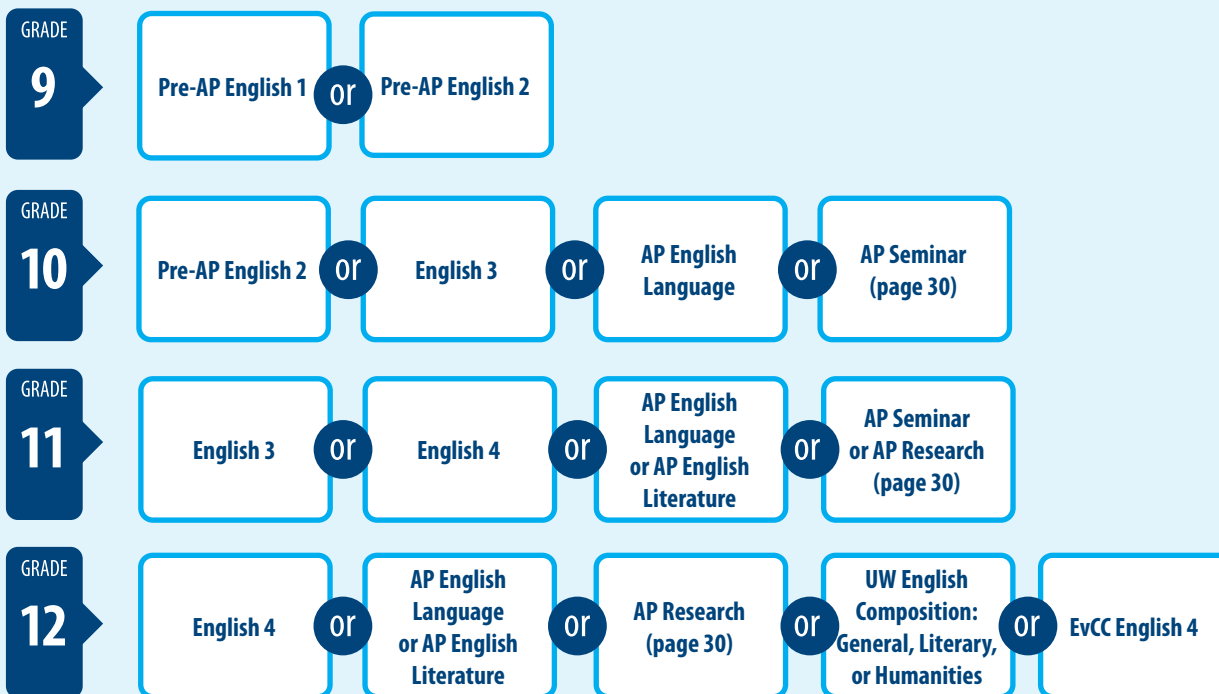 GRADE
9
Pre-AP English 1
or
Pre-AP English 2
GRADE
10
Pre-AP English 2
or
English 3
or
AP English
Language
or
AP Seminar
(page 30)
GRADE
11
English 3
or
English 4
or
AP English
Language
or AP English
Literature
or
AP Seminar
or AP Research
(page 30)
GRADE
12
English 4
or
AP English
Language
or AP English
Literature
or
AP Research
(page 30)
or
UW English
Composition:
General, Literary,
or Humanities
or
EvCC English 4